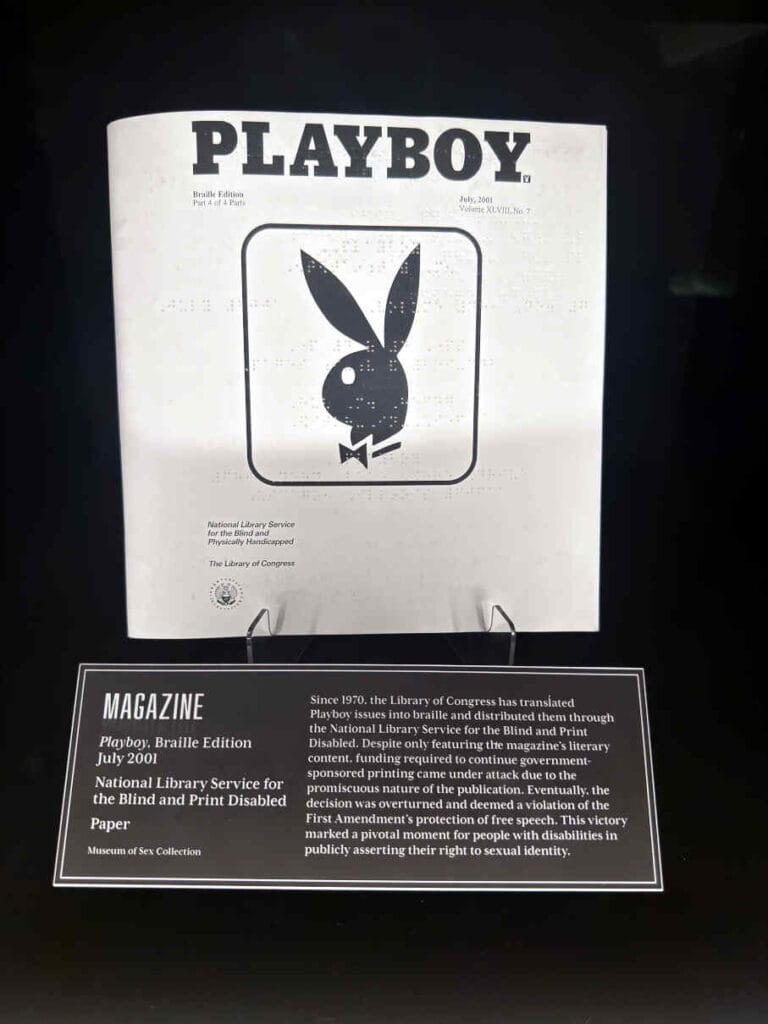 PLAYBOY
Braille Edition
Part 4 of 4 Parts
July, 2001
Volume XLVIII, No. 7
National Library Service
for the Blind and
Physically Handicapped
The Library of Congress
MAGAZINE
Playboy, Braille Edition
July 2001
National Library Service for
the Blind and Print Disabled
Paper
Museum of Sex Collection
Since 1970, the Library of Congress has translated
Playboy issues into braille and distributed them through
the National Library Service for the Blind and Print
Disabled. Despite only featuring the magazine's literary
content, funding required to continue government-
sponsored printing came under attack due to the
promiscuous nature of the publication. Eventually, the
decision was overturned and deemed a violation of the
First Amendment's protection of free speech. This victory
marked a pivotal moment for people with disabilities in
publicly asserting their right to sexual identity.